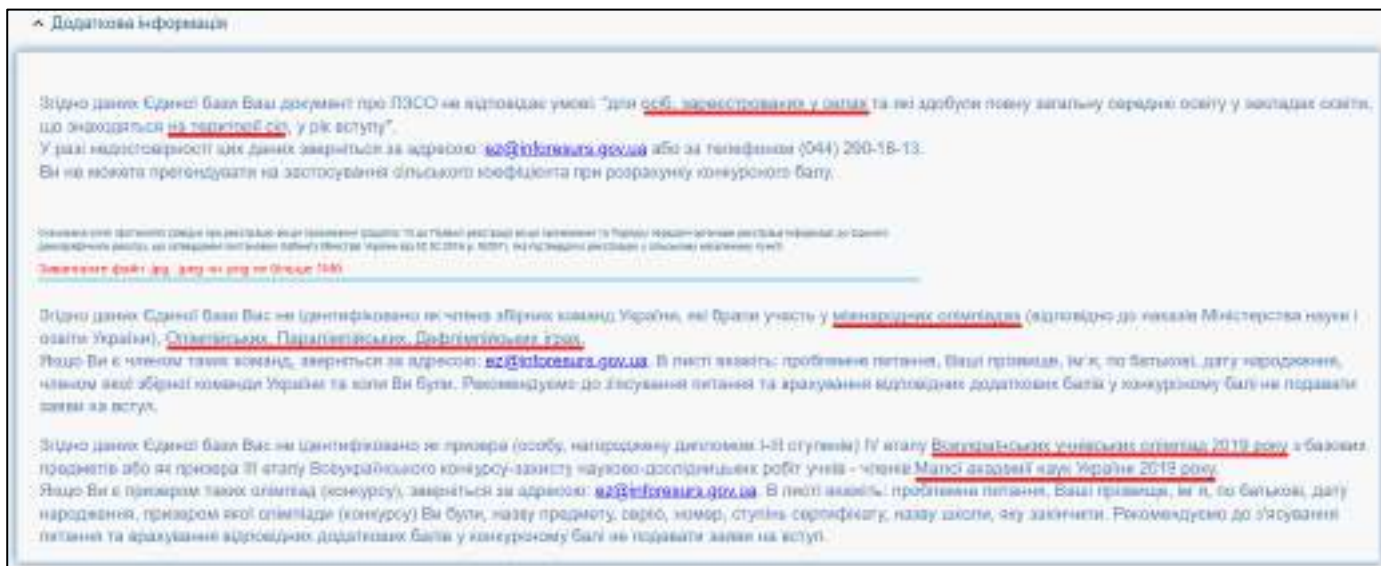 Додаткова інформація
Згідно даних Єдиної бази Ваш документ про ПЗСО не відповідає умові "для осіб, зареєстрованих у селах та які здобули повну загальну середню освіту у закладах освіти,
що знаходяться на території сіл, у рік вступу".
У разі недостовірності цих даних зверніться за адресою: ez@inforesurs.gov.ua або за телефоном (044) 290-18-13.
Ви не можете претендувати на застосування сільського коефіцієнта при розрахунку конкурсного балу.
Завантажте файл jpg, jpeg чи png не більше
Згідно даних Єдиної бази Вас не ідентифіковано як члена збірних команд України, які брали участь у міжнародних олімпіадах (відповідно до наказів Міністерства науки і
освіти України), Олімпійських, Паралімпійських, Дефлімпійських іграх.
Якщо Ви є членом таких команд, зверніться за адресою: ez@inforesurs.gov.ua. В листі вкажіть: проблемне питання, Ваші прізвище, ім'я, по батькові, дату народження,
членом якої збірної команди України та коли Ви були. Рекомендуємо до з'ясування питання та врахування відповідних додаткових балів у конкурсному балі не подавати
заяви на вступ.
Згідно даних Єдиної бази Вас не ідентифіковано як призера (особу, нагороджену дипломом I-III ступенів) IV етапу Всеукраїнських учнівських олімпіад 2019 року з базових
предметів або як призера III етапу Всеукраїнського конкурсу-захисту науково-дослідницьких робіт учнів - членів Малої академії наук України 2019 року.
Якщо Ви є призером таких олімпіад (конкурсу), зверніться за адресою: ez@inforesurs.gov.ua. В листі вкажіть: проблемне питання, Ваші прізвище, ім'я, по батькові, дату
народження, призером якої олімпіади (конкурсу) Ви були, назву предмету, серію, номер, ступінь сертифікату, назву школи, яку закінчили. Рекомендуємо до з'ясування
питання та врахування відповідних додаткових балів у конкурсному балі не подавати заяви на вступ.